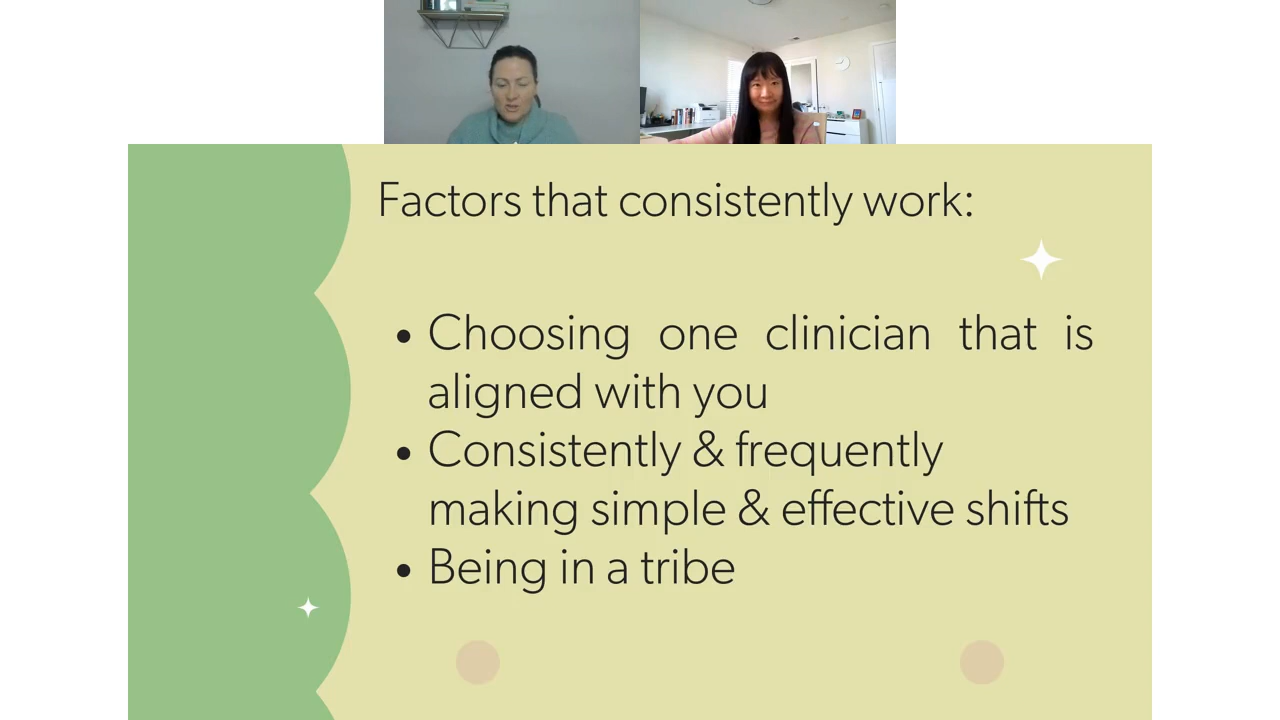 Factors that consistently work:
• Choosing one clinician that is
aligned with you
• Consistently & frequently
making simple & effective shifts
• Being in a tribe